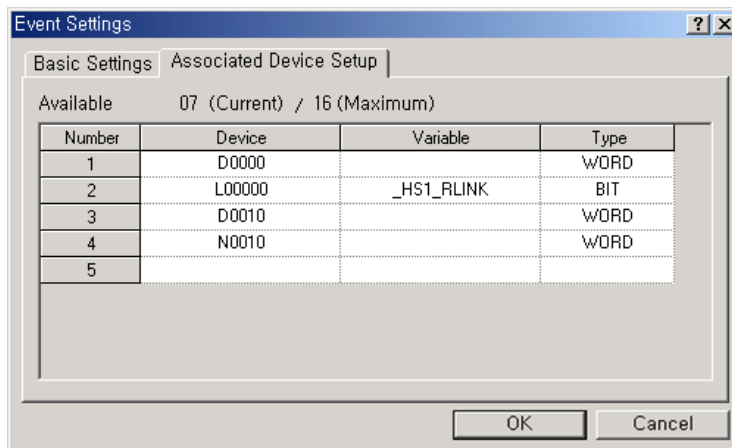 Event Settings
Basic Settings Associated Device Setup
Available 07 (Current) / 16 (Maximum)
Number Device Variable Type
1 D0000 WORD
2 L00000 _HS1_RLINK BIT
3 D0010 WORD
4 N0010 WORD
5
OK Cancel